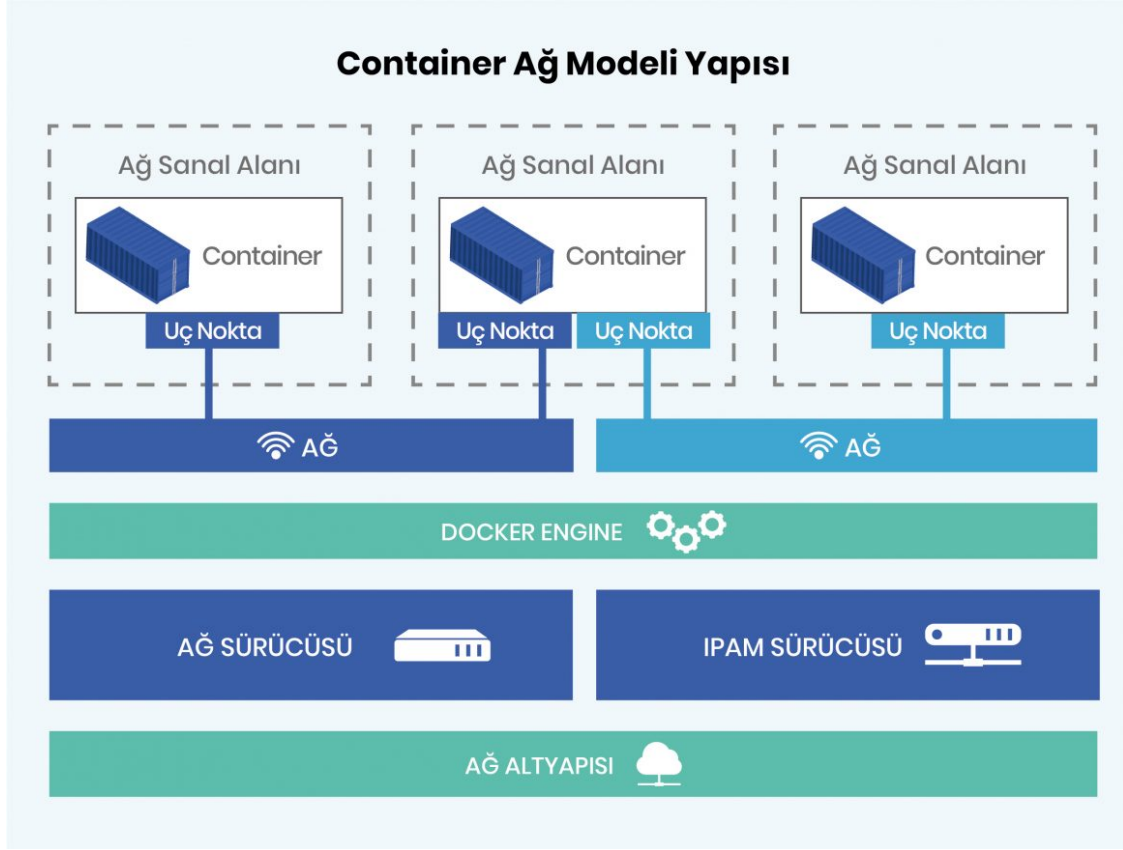 Container Ağ Modeli Yapısı
Ağ Sanal Alanı
Container
Uç Nokta
Ağ Sanal Alanı
Container
Uç Nokta
Uç Nokta
Ağ Sanal Alanı
Container
Uç Nokta
AĞ
AĞ
DOCKER ENGINE
AĞ SÜRÜCÜSÜ
IPAM SÜRÜCÜSÜ
AĞ ALTYAPISI